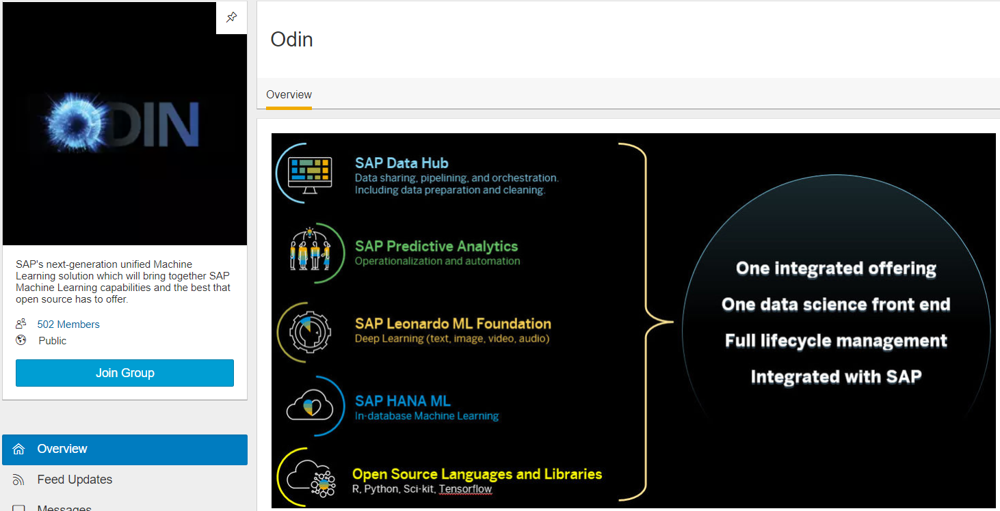 ODIN
SAP's next-generation unified Machine
Learning solution which will bring together SAP
Machine Learning capabilities and the best that
open source has to offer.
502 Members
Public
Join Group
Overview
Feed Updates
Messages
Odin
Overview
SAP Data Hub
Data sharing, pipelining, and orchestration.
Including data preparation and cleaning.
SAP Predictive Analytics
Operationalization and automation
SAP Leonardo ML Foundation
Deep Learning (text, image, video, audio)
SAP HANA ML
In-database Machine Learning
Open Source Languages and Libraries
R, Python, Sci-kit, Tensorflow
One integrated offering
One data science front end
Full lifecycle management
Integrated with SAP